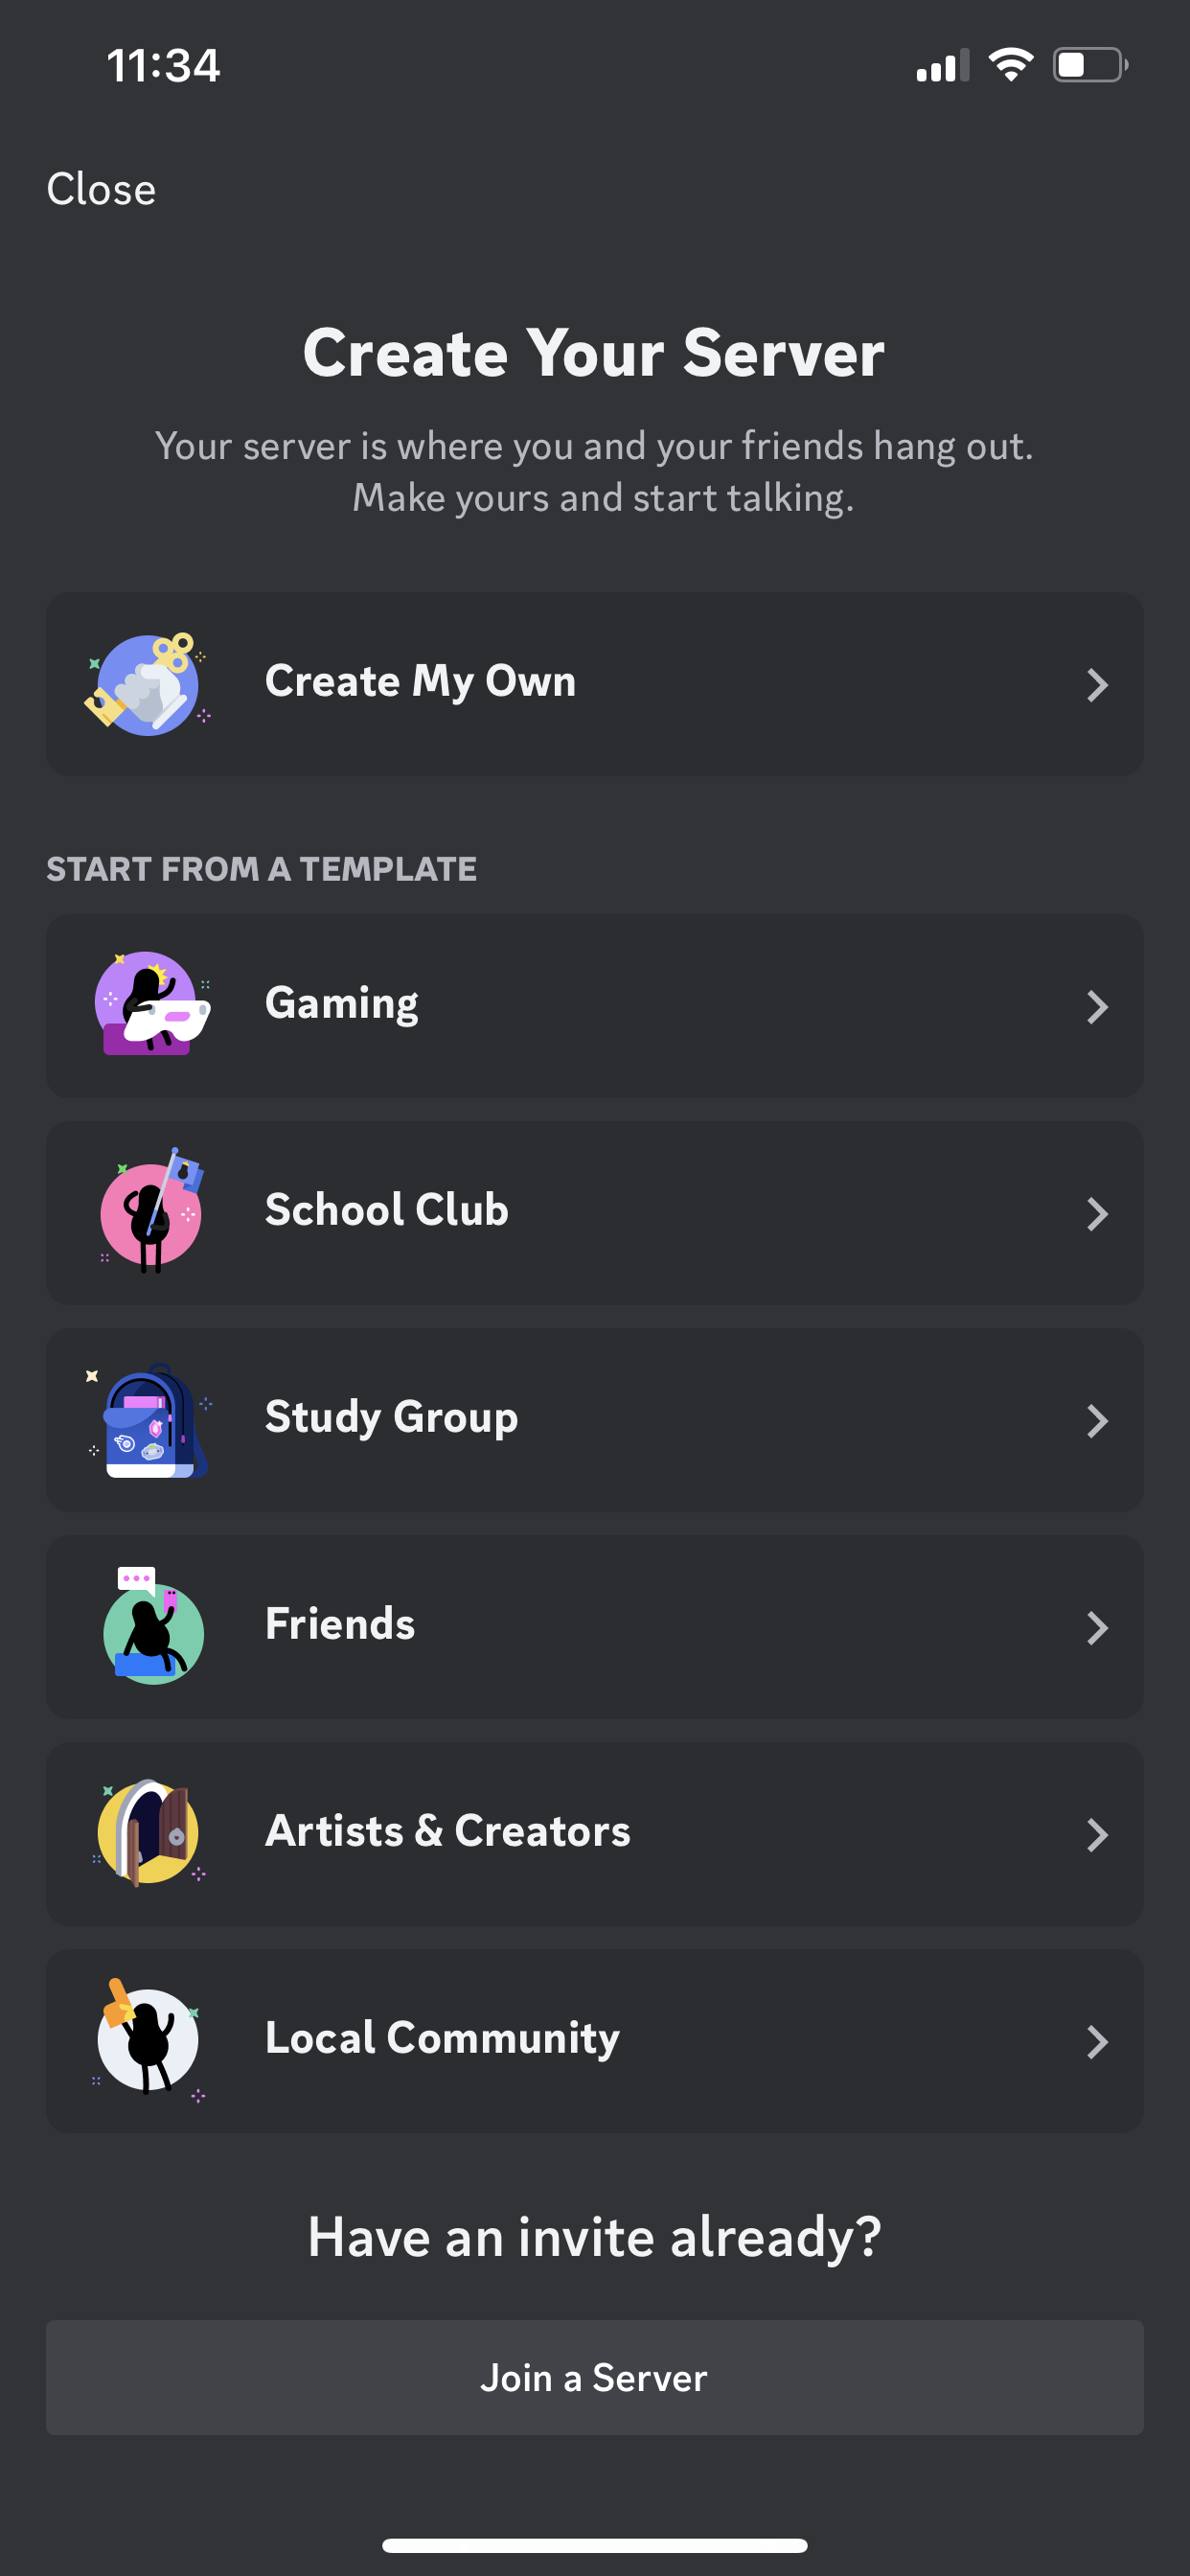 11:34
Close
Create Your Server
Your server is where you and your friends hang out.
Make yours and start talking.
Create My Own
START FROM A TEMPLATE
Gaming
School Club
Study Group
Friends
Artists & Creators
Local Community
Have an invite already?
Join a Server